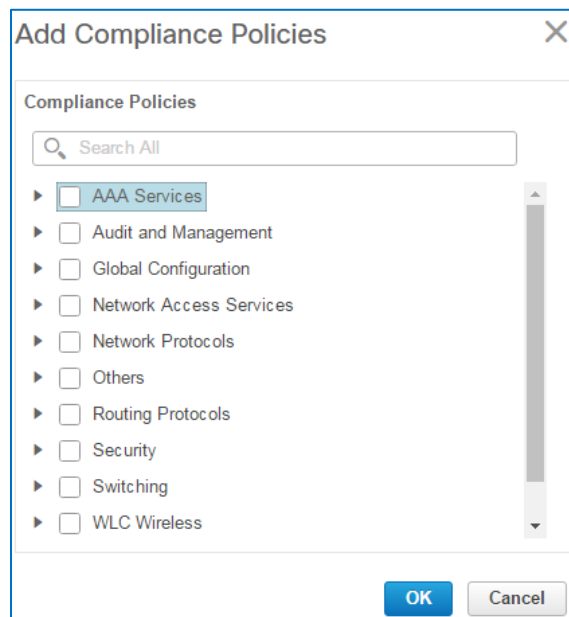 Add Compliance Policies
Compliance Policies
Search All
AAA Services
Audit and Management
Global Configuration
Network Access Services
Network Protocols
Others
Routing Protocols
Security
Switching
WLC Wireless
OK Cancel